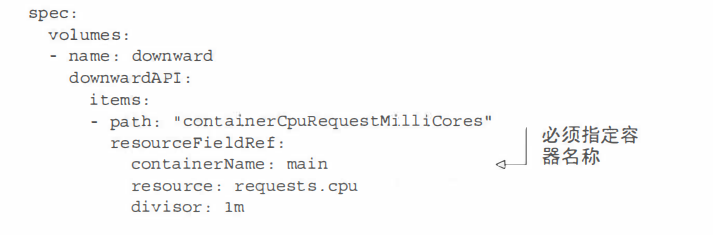 spec:
  volumes:
  - name: downward
    downwardAPI:
      items:
      - path: "containerCpuRequestMilliCores"
        resourceFieldRef:
          containerName: main
          resource: requests.cpu
          divisor: 1m
必须指定容
器名称